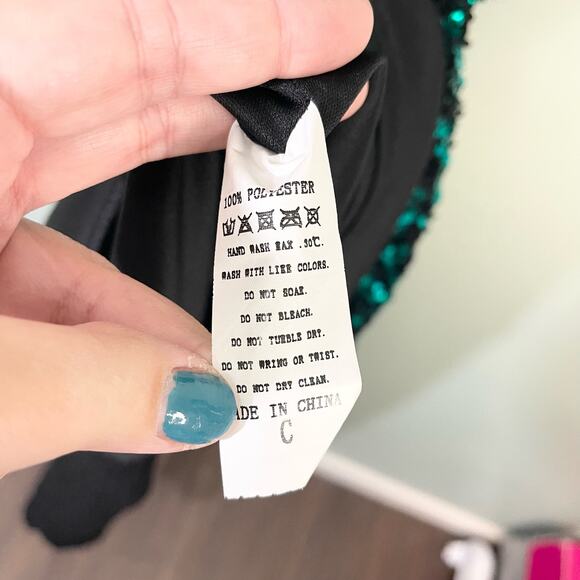 100% POLYESTER
HAND WASH MAX .30℃.
WASH WITH LIKE COLORS.
DO NOT SOAK.
DO NOT BLEACH.
DO NOT TUMBLE DRY.
DO NOT WRING OR TWIST.
DO NOT DRY CLEAN.
ADE IN CHINA
C